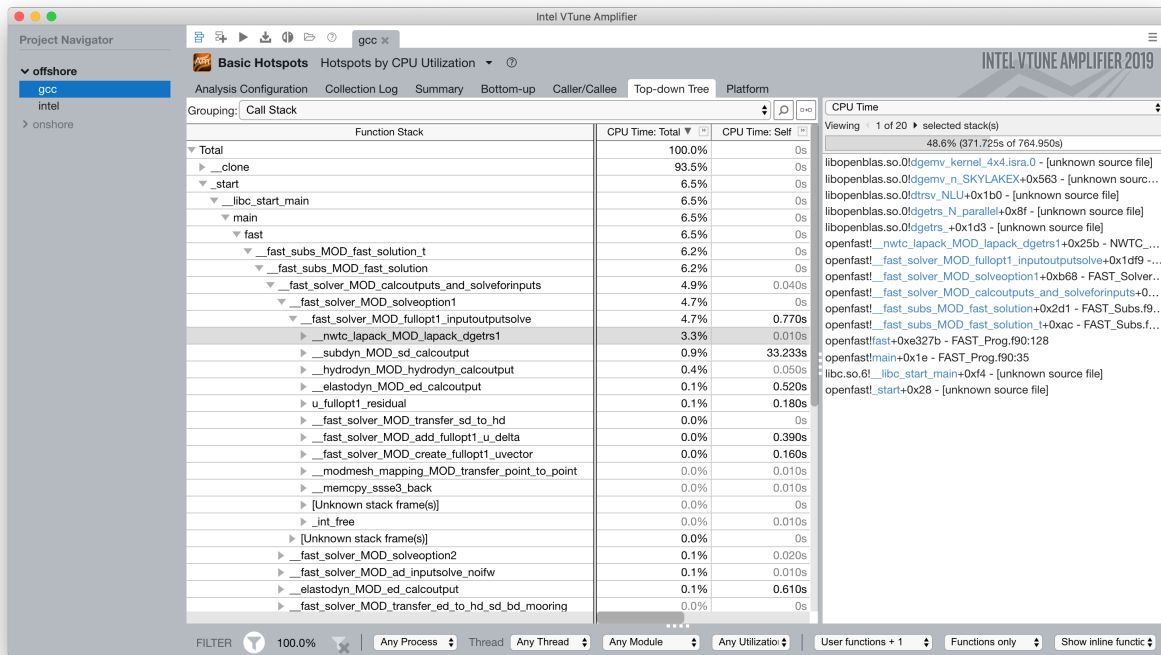 Intel VTune Amplifier
Project Navigator
offshore
gcc
intel
onshore
gcc
Basic Hotspots Hotspots by CPU Utilization
INTEL VTUNE AMPLIFIER 2019
Analysis Configuration Collection Log Summary Bottom-up Caller/Callee Top-down Tree Platform
Grouping: Call Stack
Function Stack CPU Time: Total CPU Time: Self
Total 100.0% 0s
__clone 93.5% 0s
_start 6.5% 0s
__libc_start_main 6.5% 0s
main 6.5% 0s
fast 6.5% 0s
__fast_subs_MOD_fast_solution_t 6.2% 0s
__fast_subs_MOD_fast_solution 6.2% 0s
__fast_solver_MOD_calcoutputs_and_solveforinputs 4.9% 0.040s
__fast_solver_MOD_solveoption1 4.7% 0s
__fast_solver_MOD_fullopt1_inputoutputsolve 4.7% 0.770s
__nwtc_lapack_MOD_lapack_dgetrs1 3.3% 0.010s
__subdyn_MOD_sd_calcoutput 0.9% 33.233s
__hydrodyn_MOD_hydrodyn_calcoutput 0.4% 0.050s
__elastodyn_MOD_ed_calcoutput 0.1% 0.520s
u_fullopt1_residual 0.1% 0.180s
__fast_solver_MOD_transfer_sd_to_hd 0.0% 0s
__fast_solver_MOD_add_fullopt1_u_delta 0.0% 0.390s
__fast_solver_MOD_create_fullopt1_uvector 0.0% 0.160s
__modmesh_mapping_MOD_transfer_point_to_point 0.0% 0.010s
__memcpy_ssse3_back 0.0% 0.010s
[Unknown stack frame(s)] 0.0% 0s
_int_free 0.0% 0.010s
[Unknown stack frame(s)] 0.0% 0s
__fast_solver_MOD_solveoption2 0.1% 0.020s
__fast_solver_MOD_ad_inputsolve_noifw 0.1% 0.010s
__elastodyn_MOD_ed_calcoutput 0.1% 0.610s
__fast_solver_MOD_transfer_ed_to_hd_sd_bd_mooring 0.0% 0s
CPU Time
Viewing 1 of 20 selected stack(s)
48.6% (371.725s of 764.950s)
libopenblas.so.0!dgemv_kernel_4x4.isra.0 - [unknown source file]
libopenblas.so.0!dgemv_n_SKYLAKEX+0x563 - [unknown sourc...
libopenblas.so.0!dtrsv_NLU+0x1b0 - [unknown source file]
libopenblas.so.0!dgetrs_N_parallel+0x8f - [unknown source file]
libopenblas.so.0!dgetrs_+0x1d3 - [unknown source file]
openfast!__nwtc_lapack_MOD_lapack_dgetrs1+0x25b - NWTC_...
openfast!__fast_solver_MOD_fullopt1_inputoutputsolve+0x1df9 -...
openfast!__fast_solver_MOD_solveoption1+0xb68 - FAST_Solver...
openfast!__fast_solver_MOD_calcoutputs_and_solveforinputs+0...
openfast!__fast_subs_MOD_fast_solution+0x2d1 - FAST_Subs.f9...
openfast!__fast_subs_MOD_fast_solution_t+0xac - FAST_Subs.f...
openfast!fast+0xe327b - FAST_Prog.f90:128
openfast!main+0x1e - FAST_Prog.f90:35
libc.so.6!__libc_start_main+0xf4 - [unknown source file]
openfast!_start+0x28 - [unknown source file]
FILTER 100.0% Any Process Thread Any Thread Any Module Any Utilizatio User functions + 1 Functions only Show inline functic